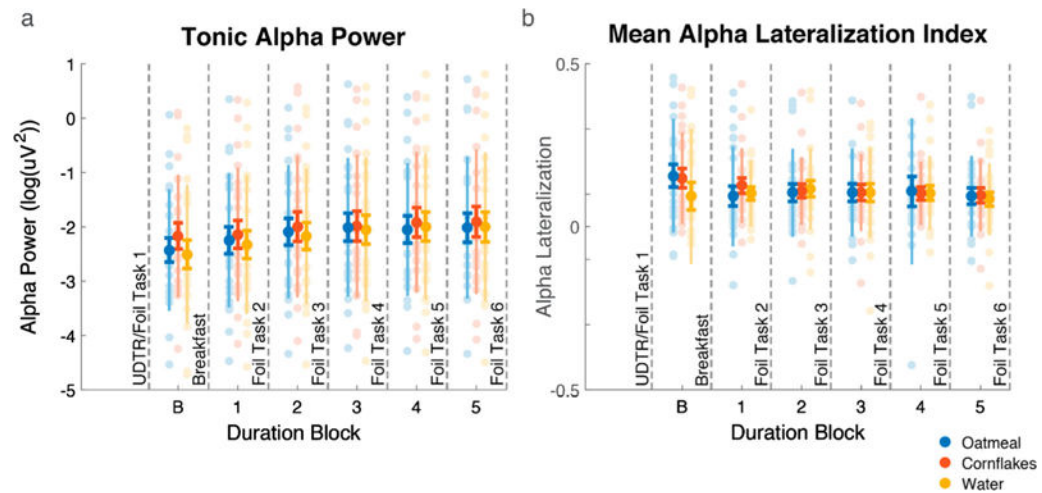 a
Tonic Alpha Power
Alpha Power (log(uV²))
1
0
-1
-2
-3
-4
-5
UDTR/Foil Task 1
Breakfast
Foil Task 2
Foil Task 3
Foil Task 4
Foil Task 5
Foil Task 6
B 1 2 3 4 5
Duration Block
b
Mean Alpha Lateralization Index
Alpha Lateralization
0.5
0
-0.5
UDTR/Foil Task 1
Breakfast
Foil Task 2
Foil Task 3
Foil Task 4
Foil Task 5
Foil Task 6
B 1 2 3 4 5
Duration Block
Oatmeal
Cornflakes
Water